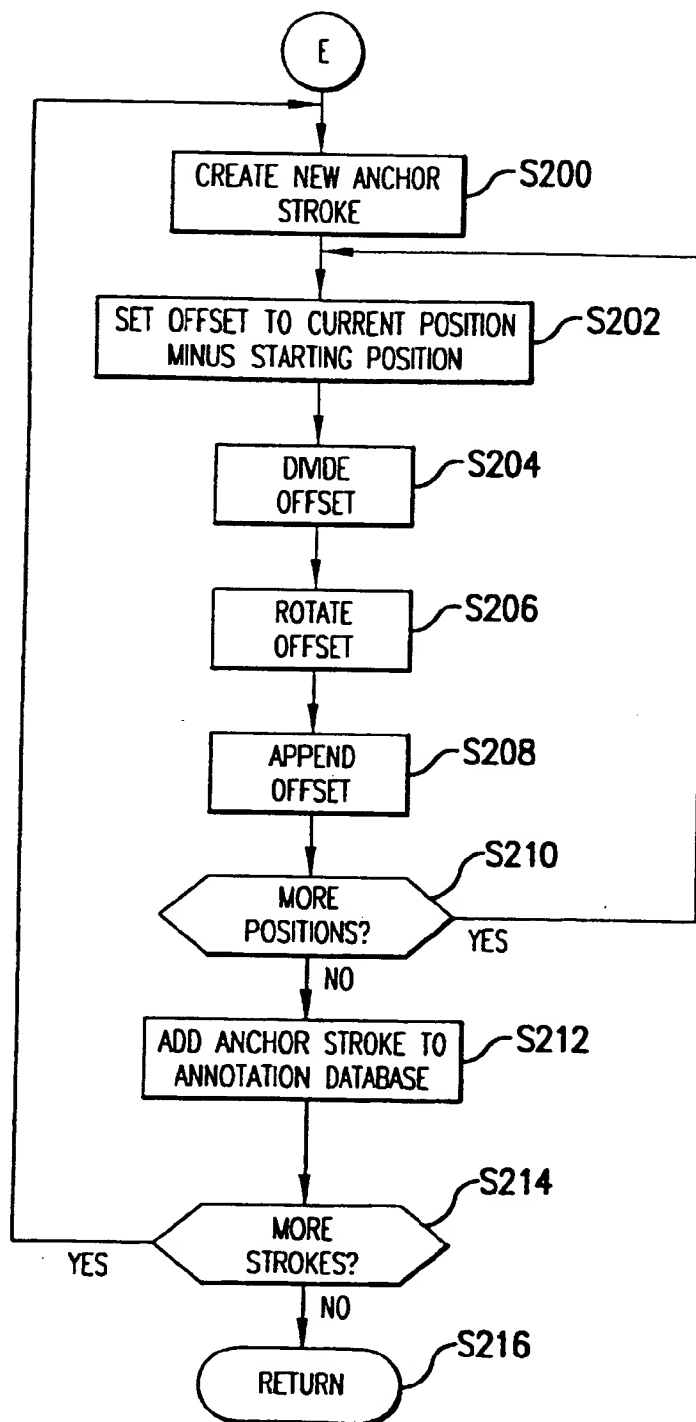 E
CREATE NEW ANCHOR
STROKE
S200
SET OFFSET TO CURRENT POSITION
MINUS STARTING POSITION
S202
DIVIDE
OFFSET
S204
ROTATE
OFFSET
S206
APPEND
OFFSET
S208
MORE
POSITIONS?
S210
YES
NO
ADD ANCHOR STROKE TO
ANNOTATION DATABASE
S212
MORE
STROKES?
S214
YES
NO
RETURN
S216